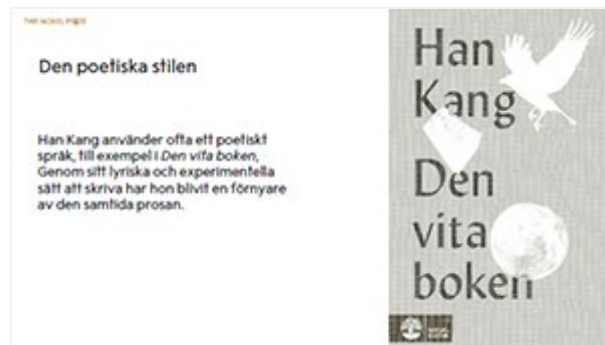 THE NOBEL PRIZE
Den poetiska stilen
Han Kang använder ofta ett poetiskt
språk, till exempel i Den vita boken,
Genom sitt lyriska och experimentella
sätt att skriva har hon blivit en förnyare
av den samtida prosan.
Han
Kang
Den
vita
boken